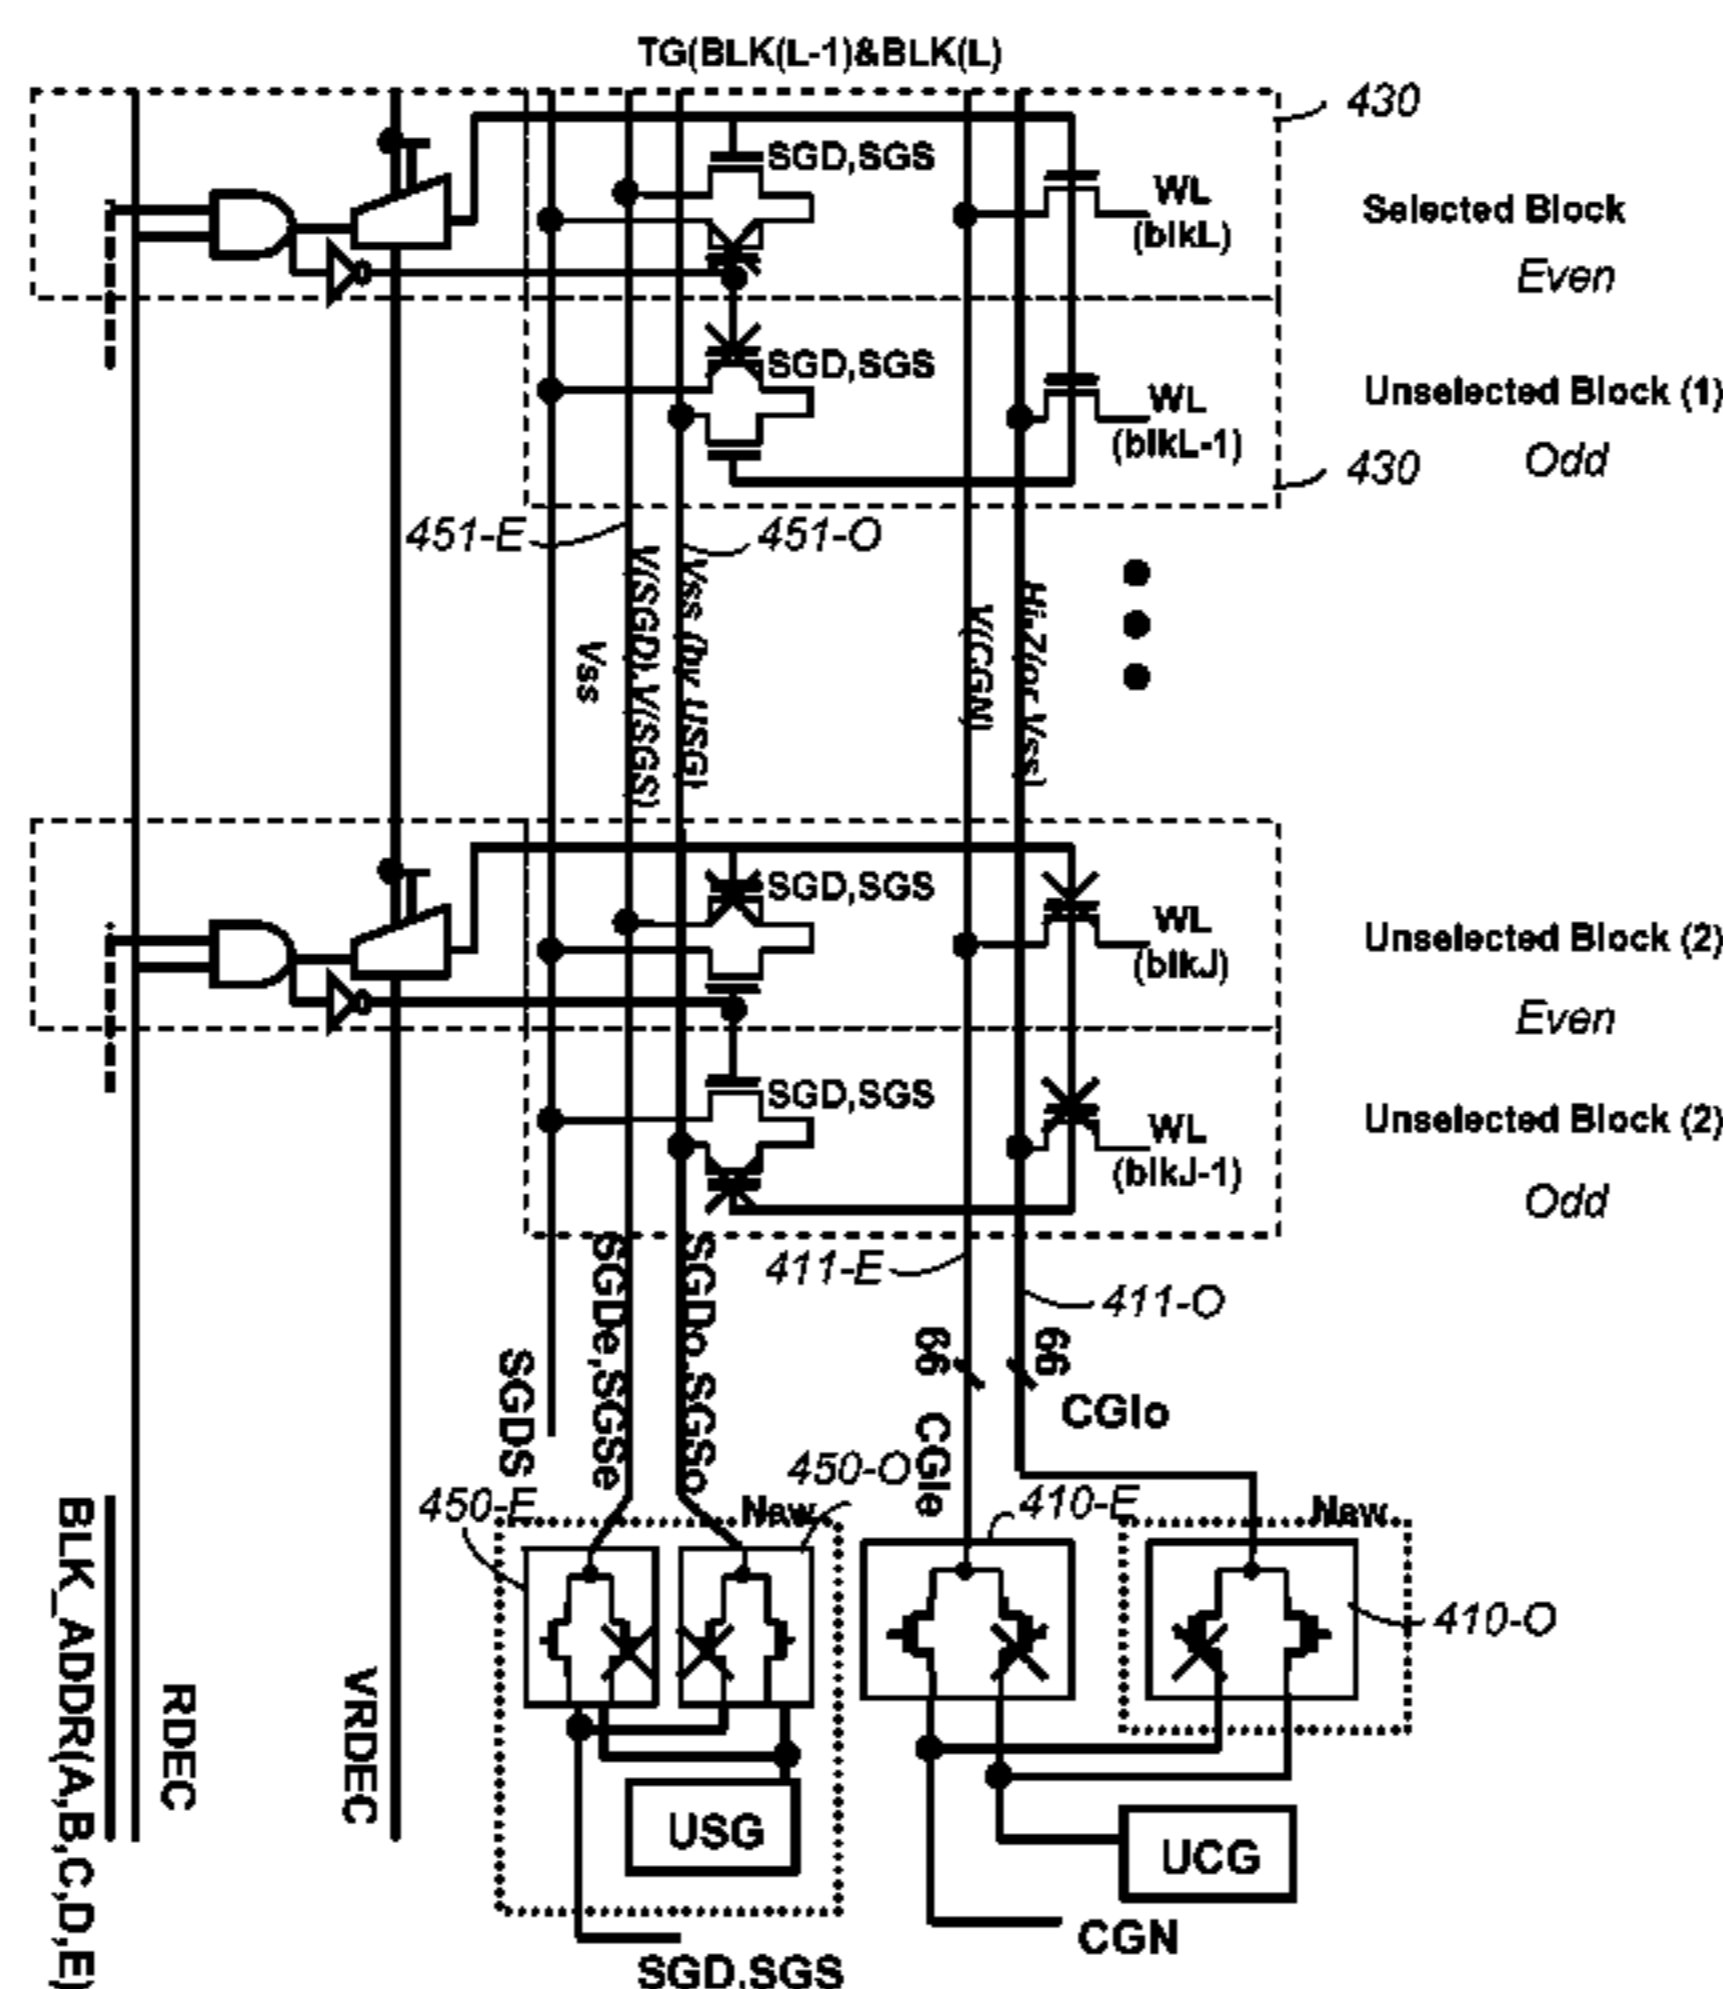 TG(BLK(L-1)&BLK(L)
430
SGD,SGS
WL
(blkL)
Selected Block
Even
SGD,SGS
WL
(blkL-1)
Unselected Block (1)
Odd
430
451-E
451-O
Vss
V(SGD),V(SGS)
Vss (by USG)
V(CGN)
Hi-Z(or Vss)
SGD,SGS
WL
(blkJ)
Unselected Block (2)
Even
SGD,SGS
WL
(blkJ-1)
Unselected Block (2)
Odd
411-E
411-O
SGDS
SGDe,SGSe
SGDo,SGSo
66
CGIe
66
CGIo
450-E
450-O
New
410-E
New
410-O
BLK_ADDR(A,B,C,D,E)
RDEC
VRDEC
USG
UCG
CGN
SGD,SGS